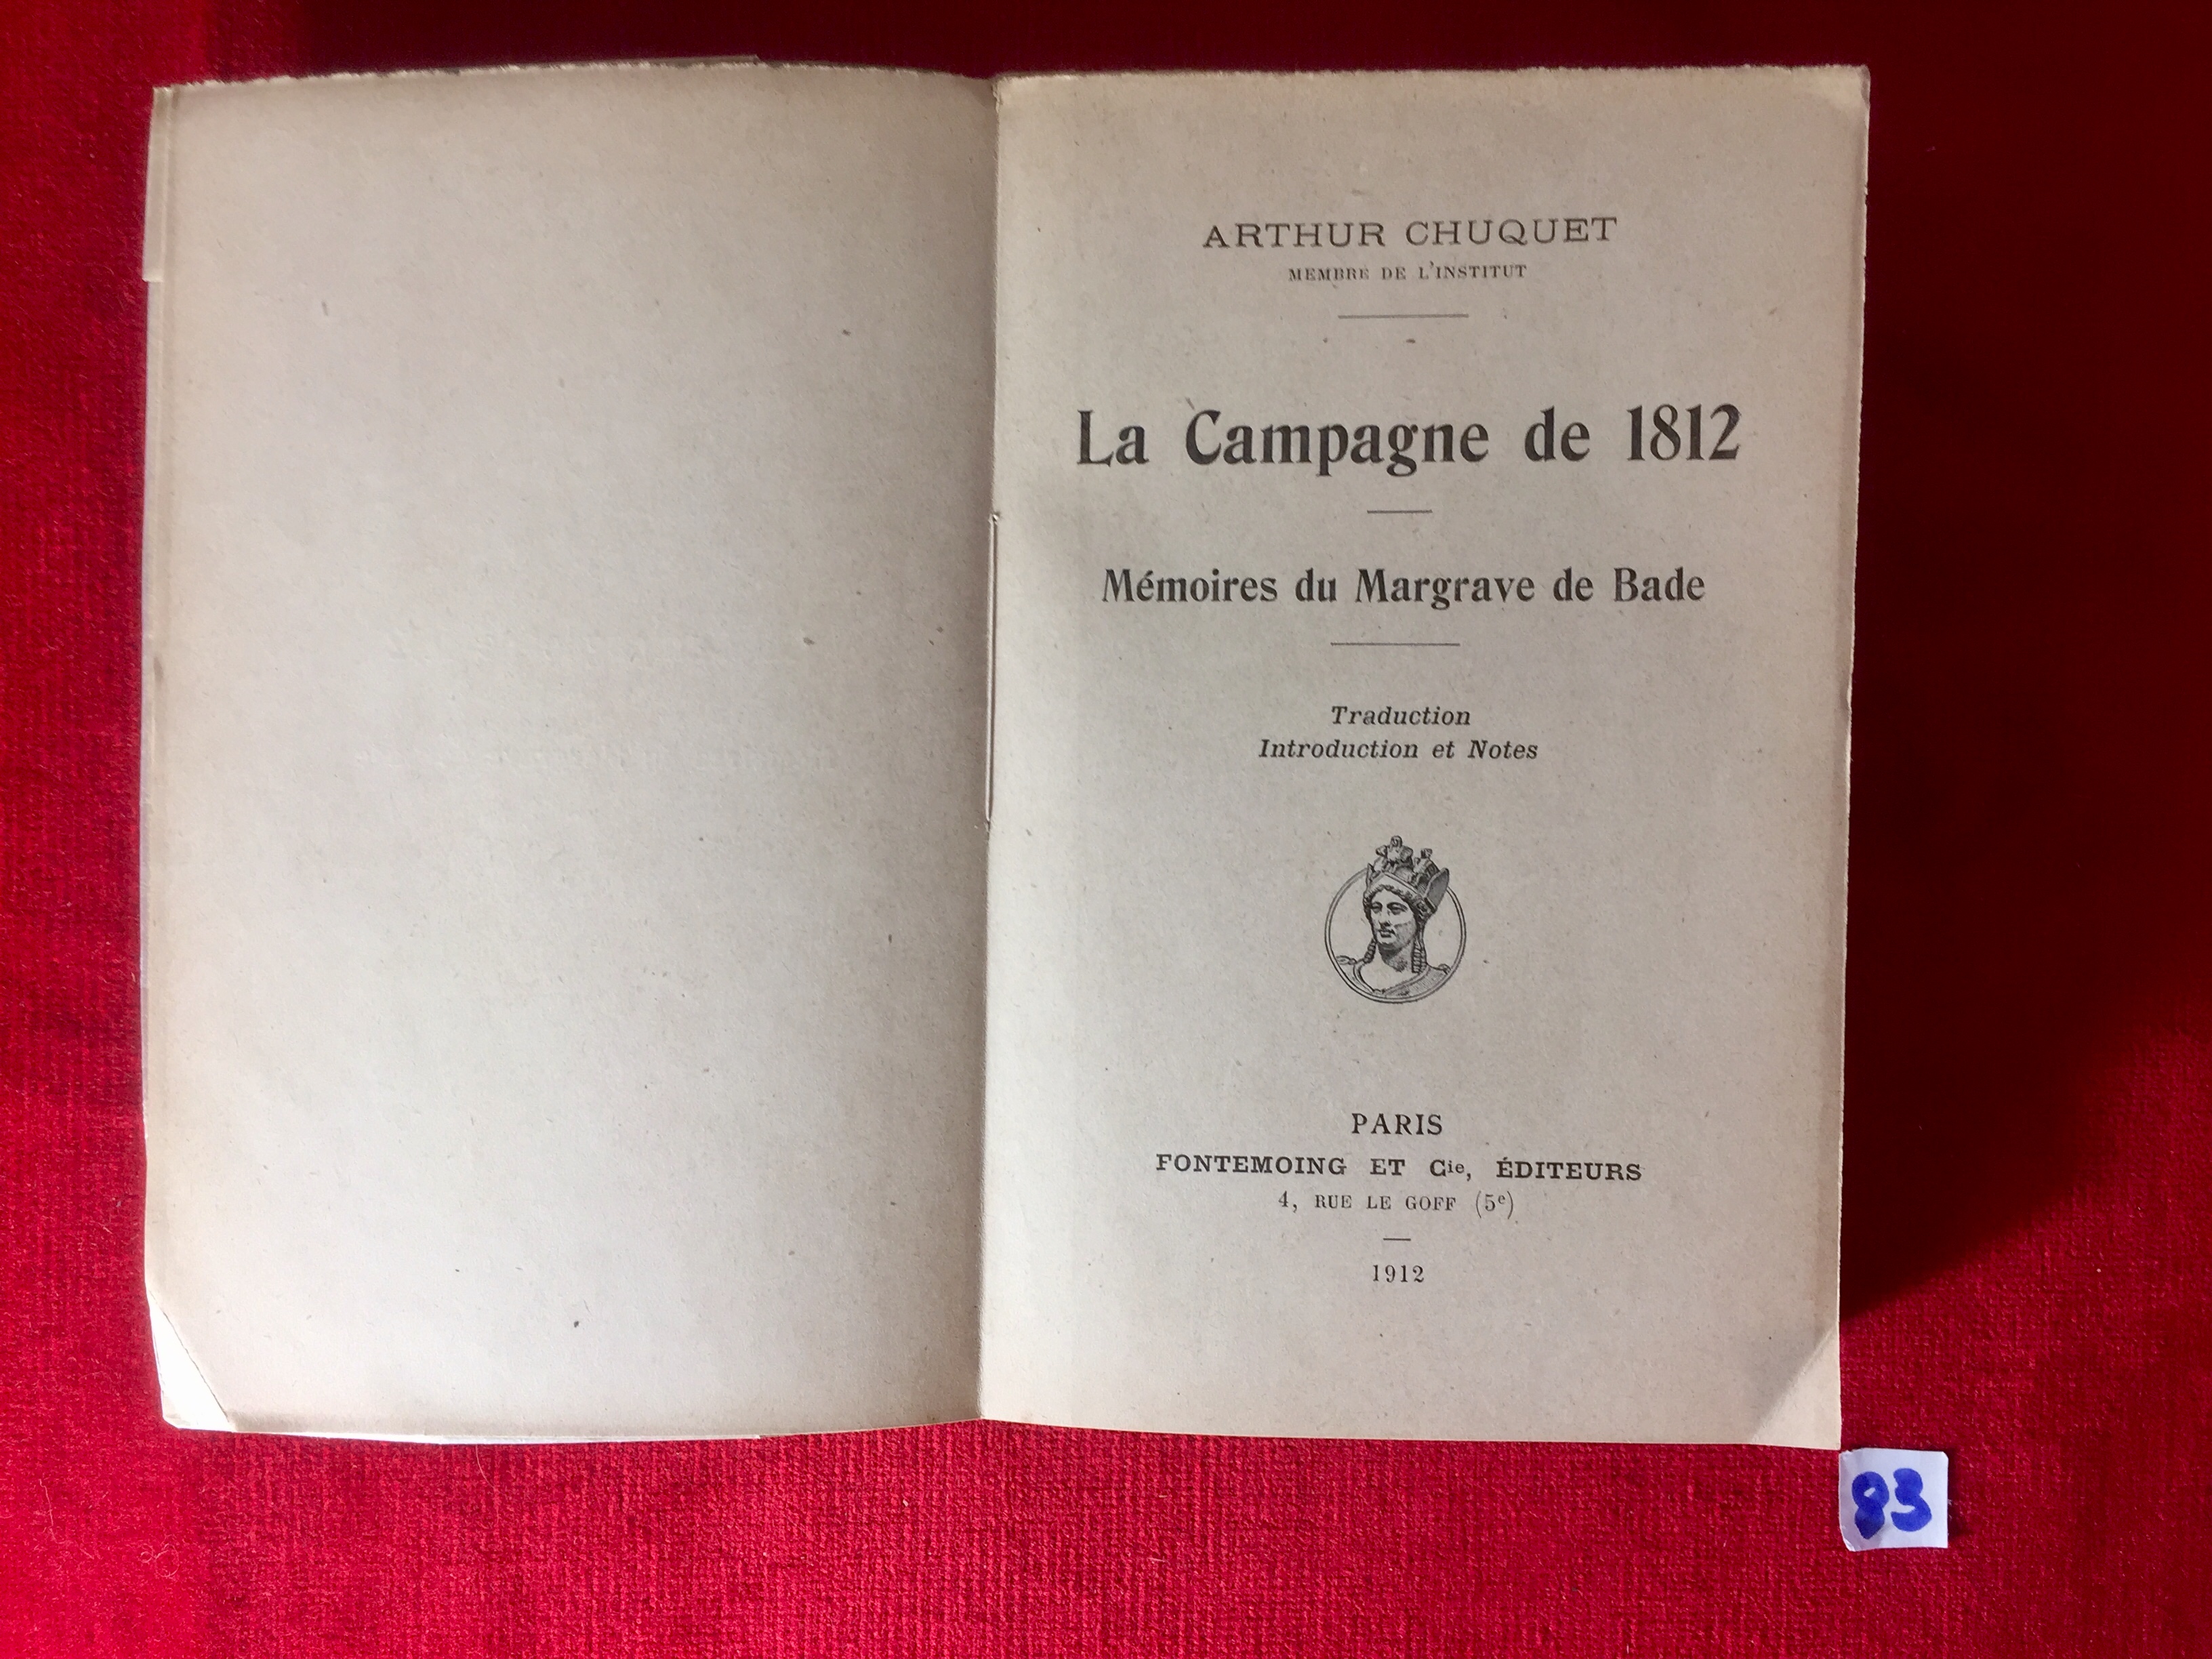 ARTHUR CHUQUET
MEMBRE DE L'INSTITUT
La Campagne de 1812
Mémoires du Margrave de Bade
Traduction
Introduction et Notes
PARIS
FONTEMOING ET Cie, ÉDITEURS
4, RUE LE GOFF (5e)
1912
83